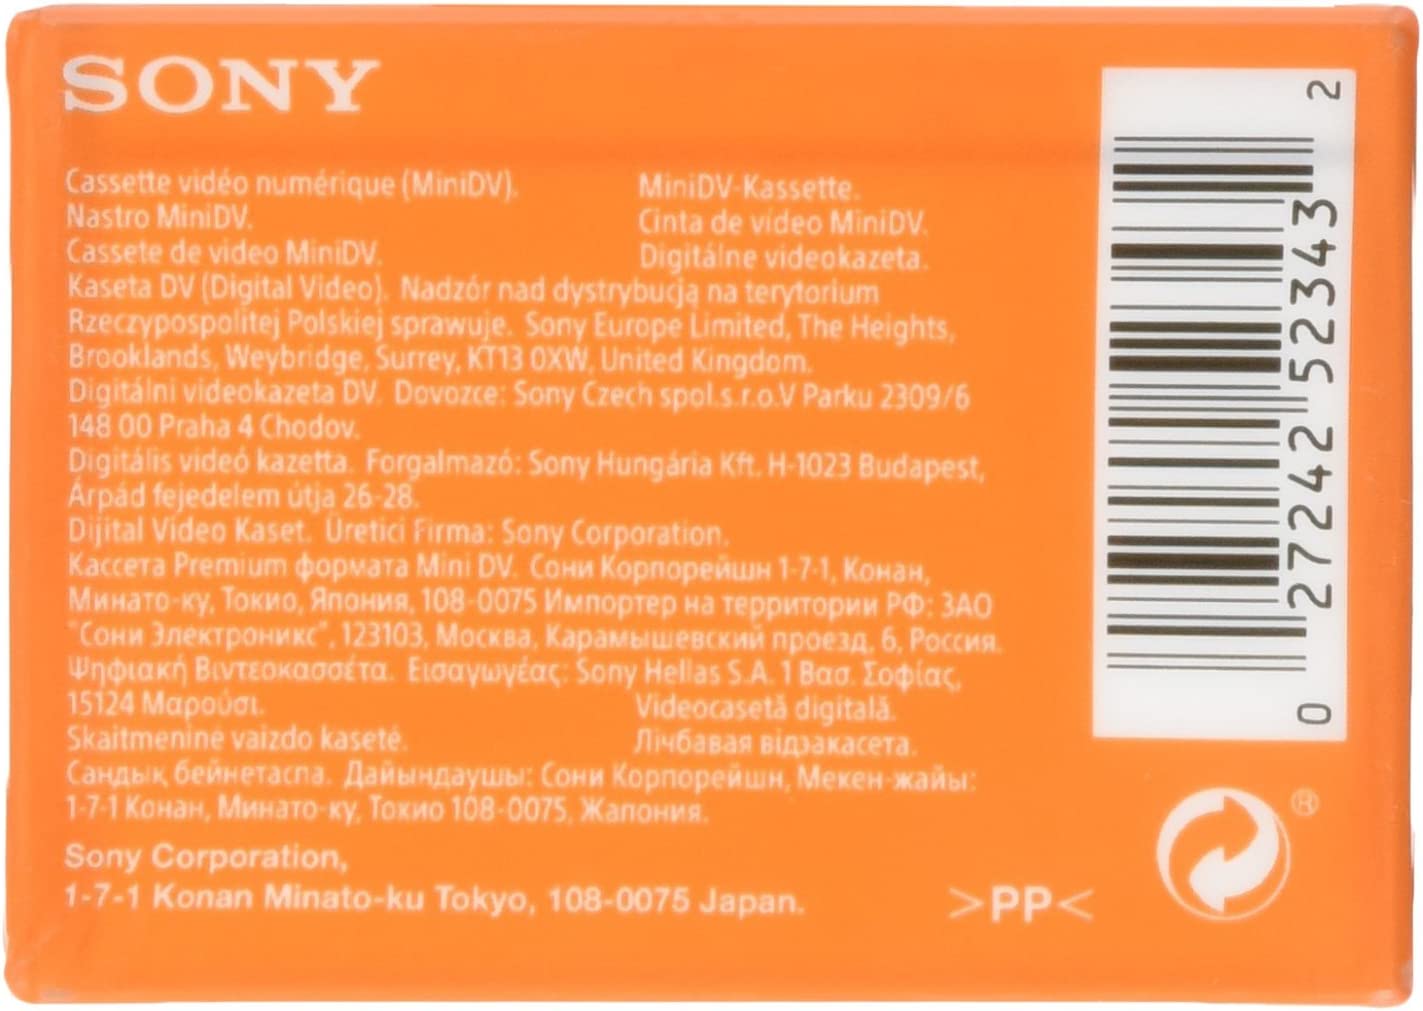 SONY
Cassette vidéo numérique (MiniDV).
MiniDV-Kassette.
Nastro MiniDV.
Cinta de vídeo MiniDV.
Cassete de video MiniDV.
Digitálne videokazeta.
Kaseta DV (Digital Video). Nadzór nad dystrybucją na terytorium
Rzeczypospolitej Polskiej sprawuje. Sony Europe Limited, The Heights,
Brooklands, Weybridge, Surrey, KT13 0XW, United Kingdom.
Digitálni videokazeta DV. Dovozce: Sony Czech spol.s.r.o.V Parku 2309/6
148 00 Praha 4 Chodov.
Digitális videó kazetta. Forgalmazó: Sony Hungária Kft. H-1023 Budapest,
Árpád fejedelem útja 26-28.
Dijital Video Kaset. Üretici Firma: Sony Corporation.
Кассета Premium формата Mini DV. Сони Корпорейшн 1-7-1, Конан,
Минато-ку, Токио, Япония, 108-0075 Импортер на территории РФ: ЗАО
"Сони Электроникс", 123103, Москва, Карамышевский проезд, 6, Россия.
Ψηφιακή Βιντεοκασσέτα. Εισαγωγέας: Sony Hellas S.A. 1 Βασ. Σοφίας,
15124 Μαρούσι.
Videocasetă digitală.
Skaitmeninė vaizdo kasetė.
Лічбавая відэакасета.
Сандық бейнетаспа. Дайындаушы: Сони Корпорейшн, Мекен-жайы:
1-7-1 Конан, Минато-ку, Токио 108-0075, Жапония.
Sony Corporation,
1-7-1 Konan Minato-ku Tokyo, 108-0075 Japan.
>PP<
®
0 27242 52343 2